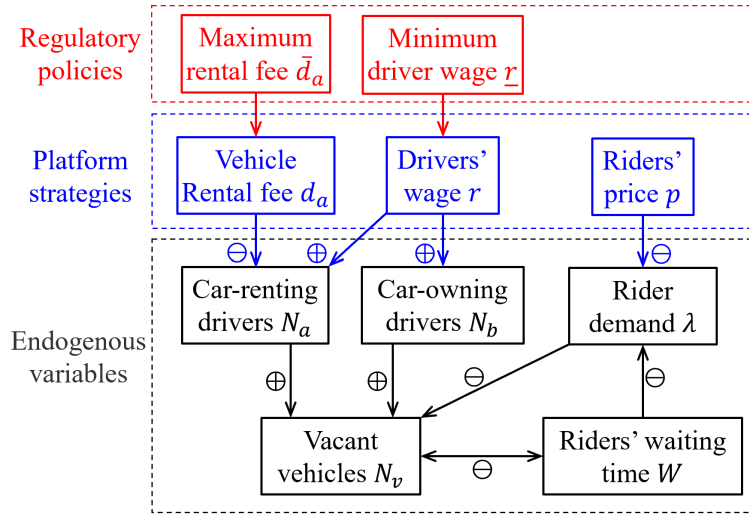 Regulatory
policies
Maximum
rental fee d̄ₐ
Minimum
driver wage r̲
Platform
strategies
Vehicle
Rental fee dₐ
Drivers'
wage r
Riders'
price p
⊖
⊕
⊕
⊖
Endogenous
variables
Car-renting
drivers Nₐ
Car-owning
drivers N_b
Rider
demand λ
⊕
⊕
⊖
⊖
Vacant
vehicles Nᵥ
⊖
Riders' waiting
time W